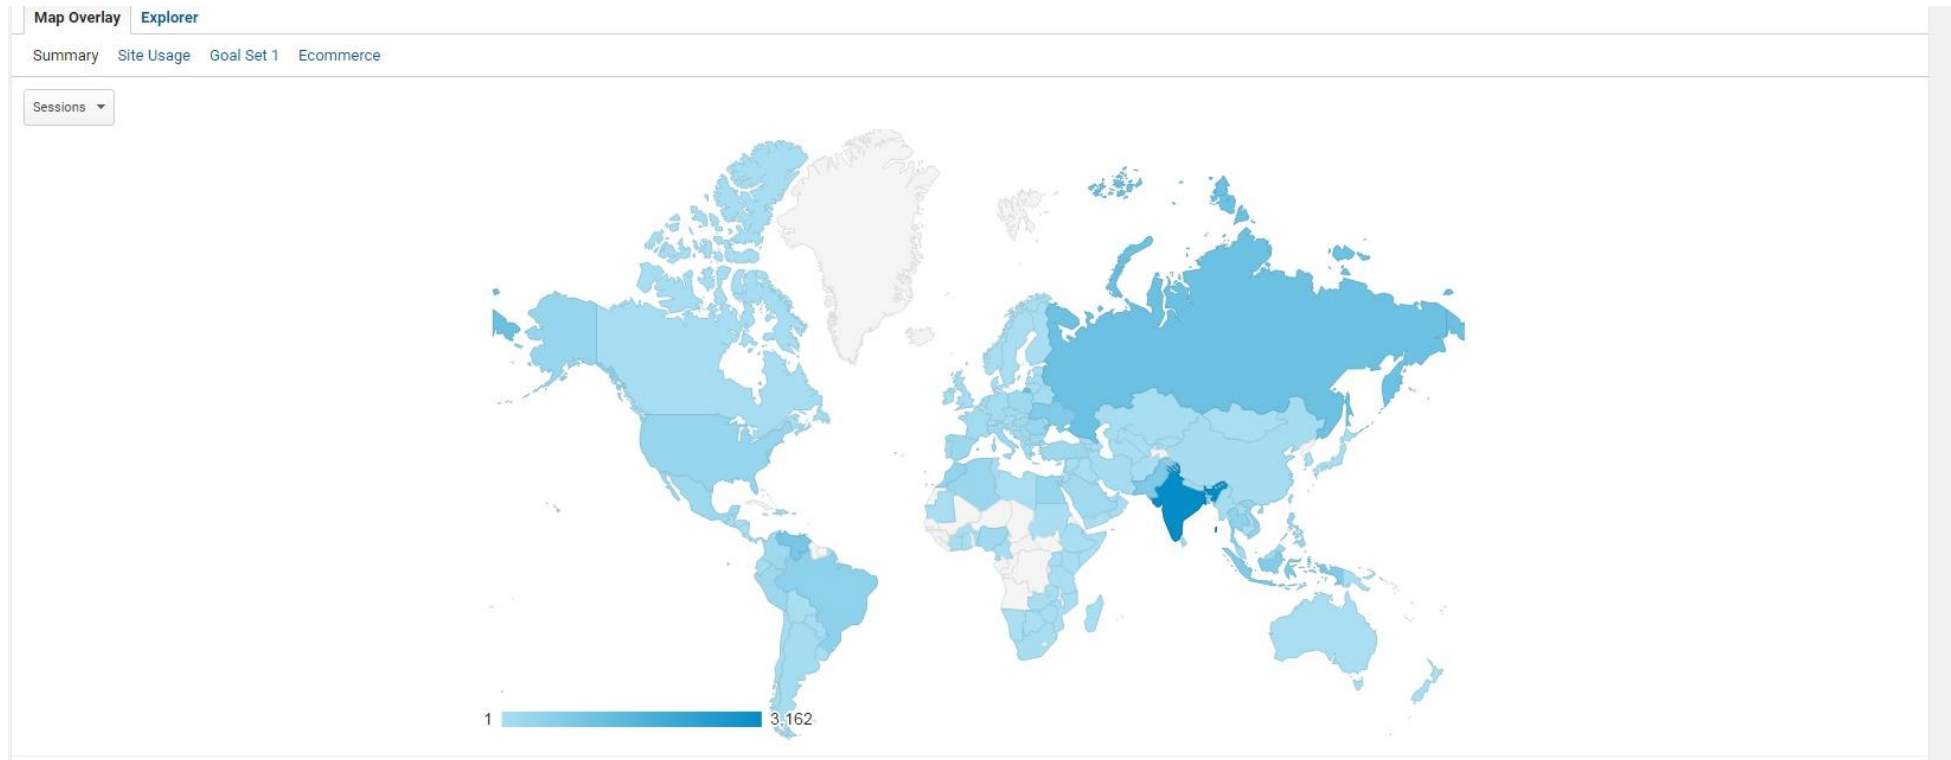 Map Overlay Explorer
Summary Site Usage Goal Set 1 Ecommerce
Sessions
1 3,162